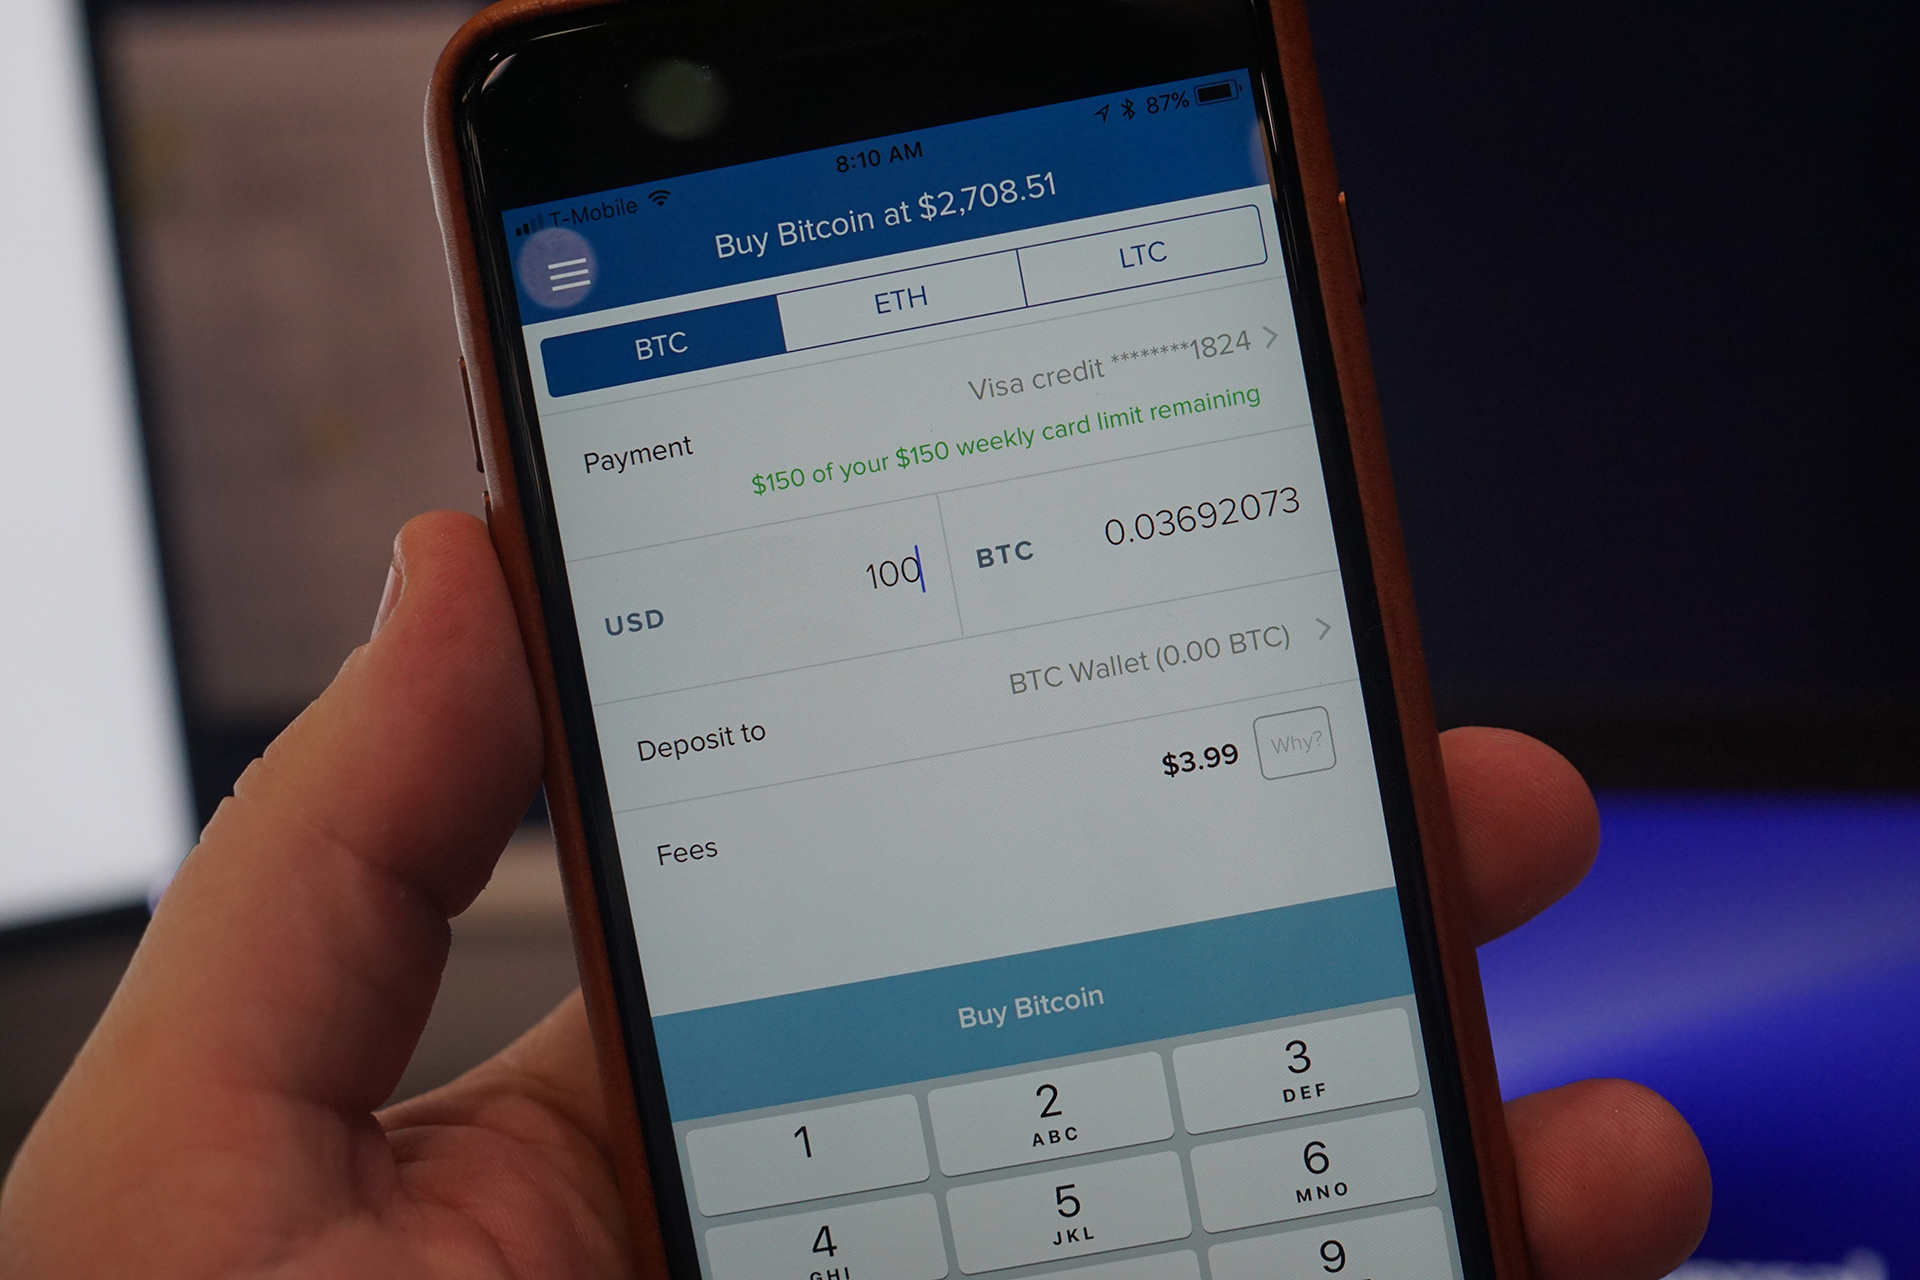 T-Mobile 8:10 AM 87%
Buy Bitcoin at $2,708.51
BTC ETH LTC
Payment Visa credit ********1824
$150 of your $150 weekly card limit remaining
USD 100 BTC 0.03692073
Deposit to BTC Wallet (0.00 BTC)
Fees $3.99 Why?
Buy Bitcoin
1 2 3
ABC DEF
4 5 6
GHI JKL MNO
9